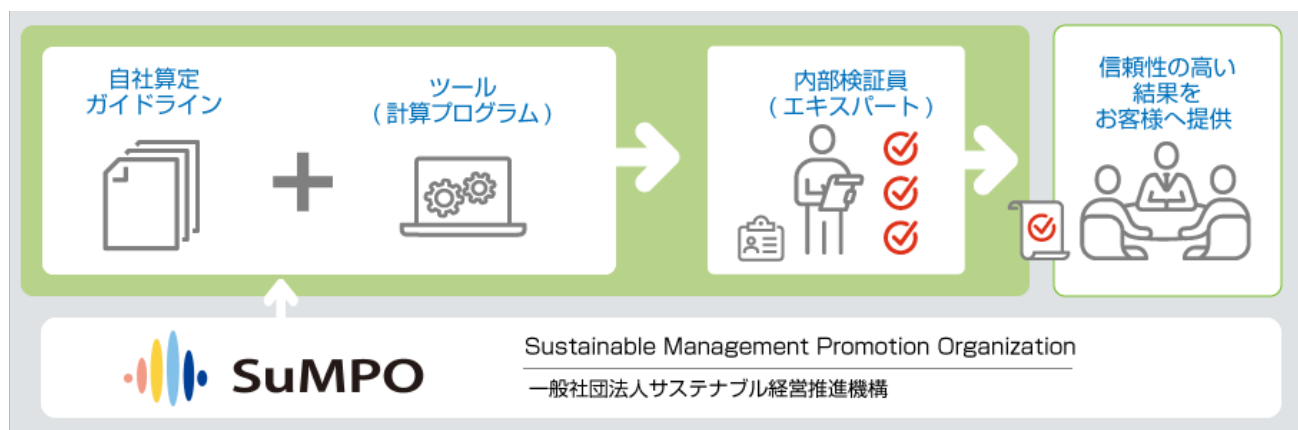 自社算定
ガイドライン
ツール
(計算プログラム)
内部検証員
(エキスパート)
信頼性の高い
結果を
お客様へ提供
SuMPO
Sustainable Management Promotion Organization
一般社団法人サステナブル経営推進機構